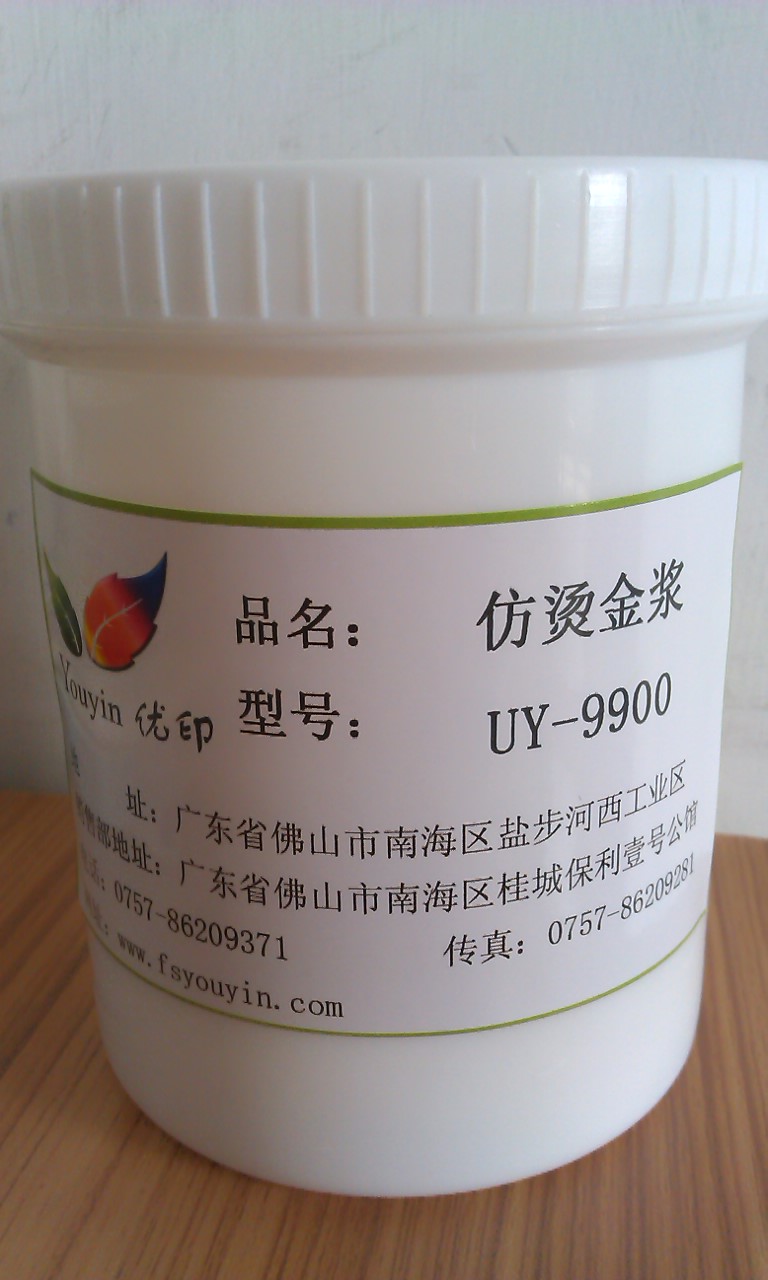 品名： 仿烫金浆
Youyin 优印
型号： UY-9900
址：广东省佛山市南海区盐步河西工业区
售部地址：广东省佛山市南海区桂城保利壹号公馆
电话：0757-86209371 传真：0757-86209281
www.fsyouyin.com